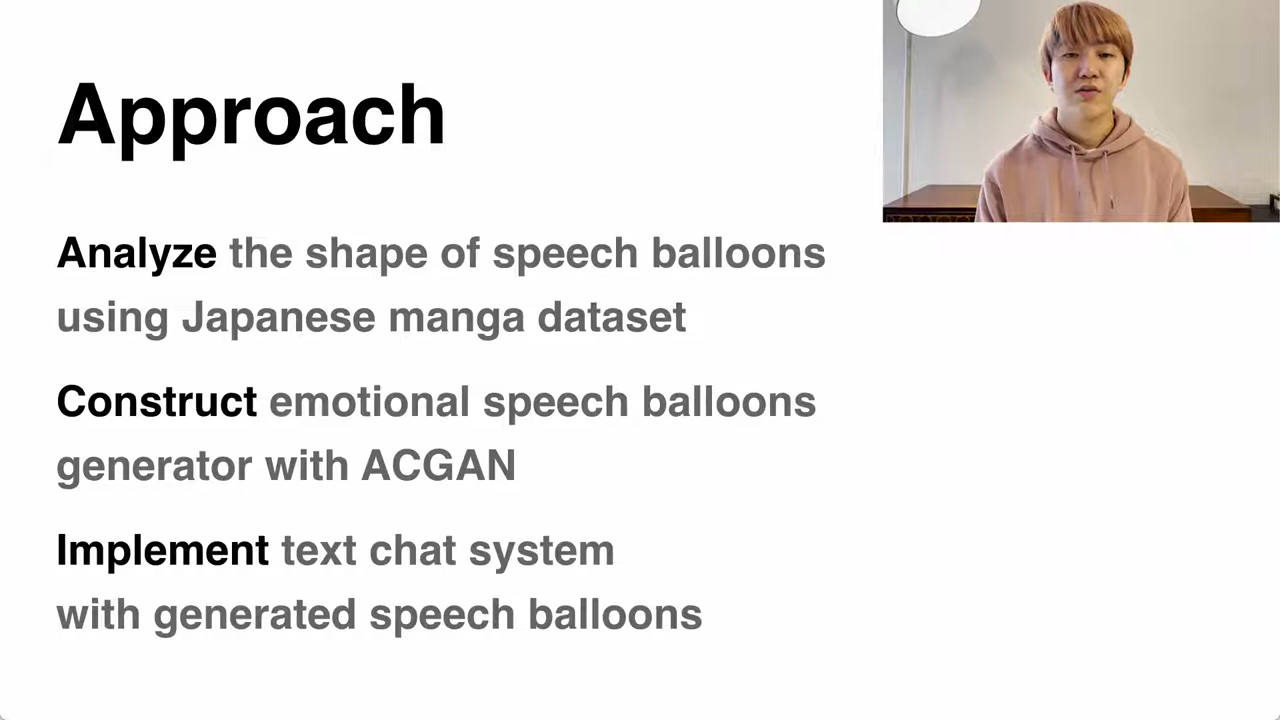 Approach
Analyze the shape of speech balloons
using Japanese manga dataset
Construct emotional speech balloons
generator with ACGAN
Implement text chat system
with generated speech balloons